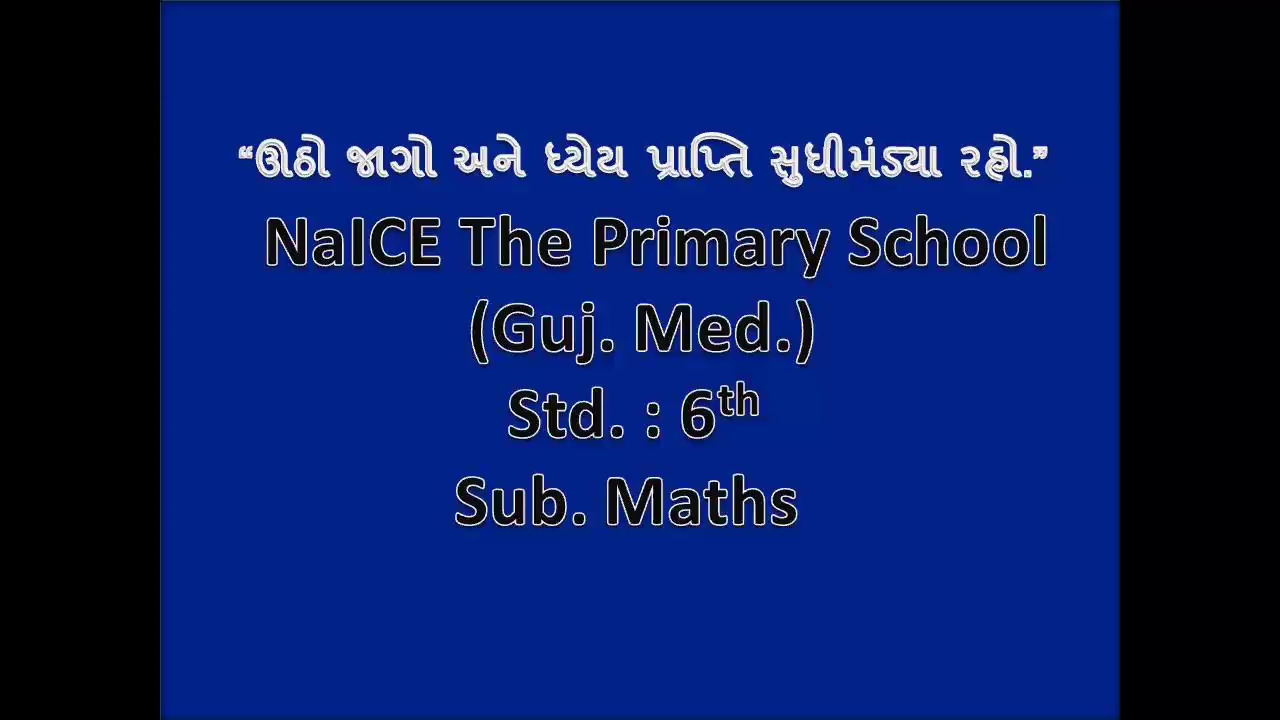 “ઊઠો જાગો અને ધ્યેય પ્રાપ્તિ સુધીમંડ્યા રહો.”
NaICE The Primary School
(Guj. Med.)
Std. : 6th
Sub. Maths